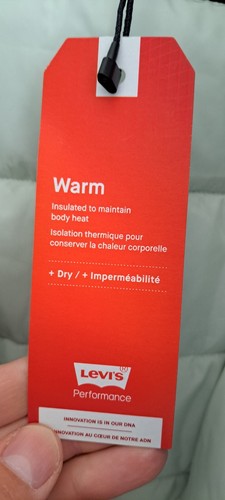 Warm
Insulated to maintain
body heat
Isolation thermique pour
conserver la chaleur corporelle
+ Dry / + Imperméabilité
LEVI'S®
Performance
INNOVATION IS IN OUR DNA
INNOVATION AU CŒUR DE NOTRE ADN